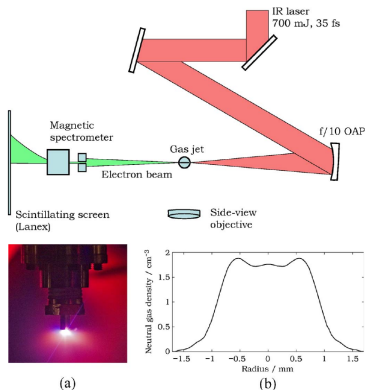 IR laser
700 mJ, 35 fs
f/10 OAP
Magnetic
spectrometer
Gas jet
Electron beam
Scintillating screen
(Lanex)
Side-view
objective
Neutral gas density / cm⁻³
2
1.5
1
0.5
0
−1.5
−1
−0.5
0
0.5
1
1.5
Radius / mm
(a)
(b)